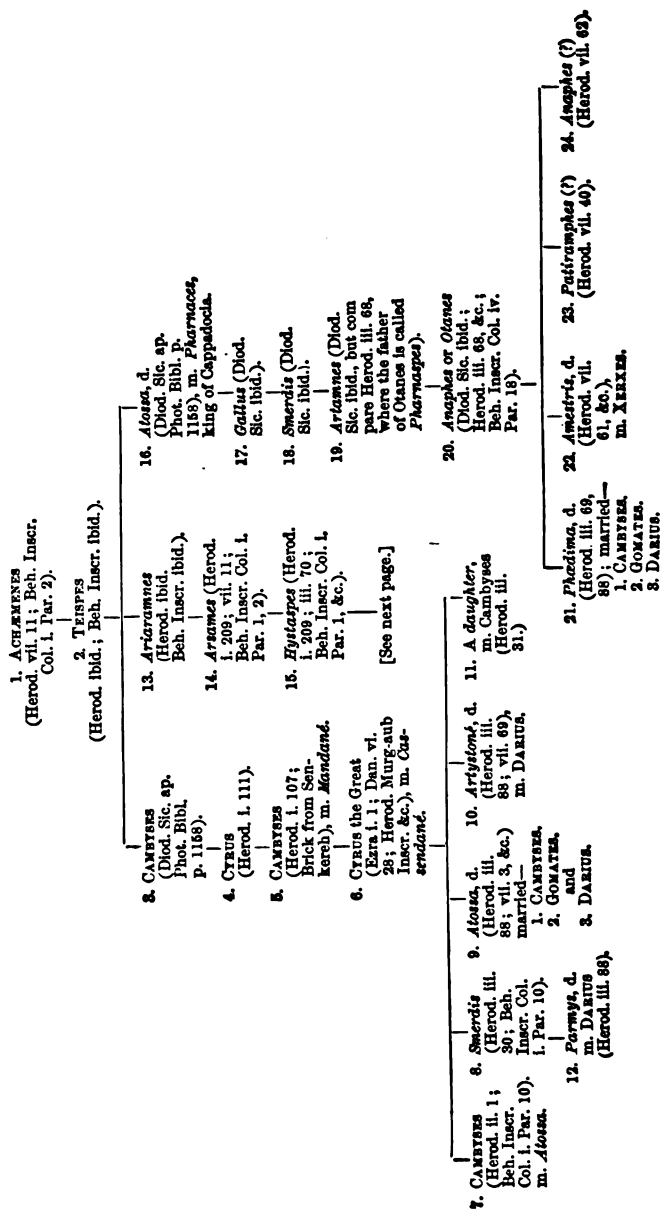 1. ACHÆMENES
(Herod. vii. 11; Beh. Inscr.
Col. i. Par. 2).
2. TEISPES
(Herod. ibid.; Beh. Inscr. ibid.).
3. CAMBYSES
(Diod. Sic. ap.
Phot. Bibl.
p. 1158).
4. CYRUS
(Herod. i. 111).
5. CAMBYSES
(Herod. i. 107;
Brick from Sen-
kereh), m. Mandané.
6. CYRUS the Great
(Ezra i. 1; Dan. vi.
28; Herod. Murg-aub
Inscr. &c.), m. Cas-
sendané.
7. CAMBYSES
(Herod. ii. 1;
Beh. Inscr.
Col. i. Par. 10).
m. Atossa.
8. Smerdis
(Herod. iii.
30; Beh.
Inscr. Col.
i. Par. 10).
12. Parmys, d.
m. DARIUS
(Herod. iii. 88).
9. Atossa, d.
(Herod. iii.
88; vii. 3, &c.)
married—
1. CAMBYSES.
2. GOMATES.
and
3. DARIUS.
10. Artystoné, d.
(Herod. iii.
88; vii. 69),
m. DARIUS.
11. A daughter,
m. Cambyses
(Herod. iii.
31.)
13. Ariaramnes
(Herod. ibid.
Beh. Inscr. ibid.).
14. Arsames (Herod.
i. 209; vii. 11;
Beh. Inscr. Col. i.
Par. 1, 2).
15. Hystaspes (Herod.
i. 209; iii. 70;
Beh. Inscr. Col. i.
Par. 1, &c.).
[See next page.]
16. Atossa, d.
(Diod. Sic. ap.
Phot. Bibl. p.
1158), m. Pharnaces,
king of Cappadocia.
17. Gallus (Diod.
Sic. ibid.).
18. Smerdis (Diod.
Sic. ibid.).
19. Artamnes (Diod.
Sic. ibid., but com
pare Herod. iii. 68,
where the father
of Otanes is called
Pharnaspes).
20. Anaphes or Otanes
(Diod. Sic. ibid.;
Herod. iii. 68, &c.;
Beh. Inscr. Col. iv.
Par. 18).
21. Phædima, d.
(Herod. iii. 69,
88); married—
1. CAMBYSES.
2. GOMATES.
3. DARIUS.
22. Amestris, d.
(Herod. vii.
61, &c.),
m. XERXES.
23. Patiramphes (?)
(Herod. vii. 40).
24. Anaphes (?)
(Herod. vii. 62).